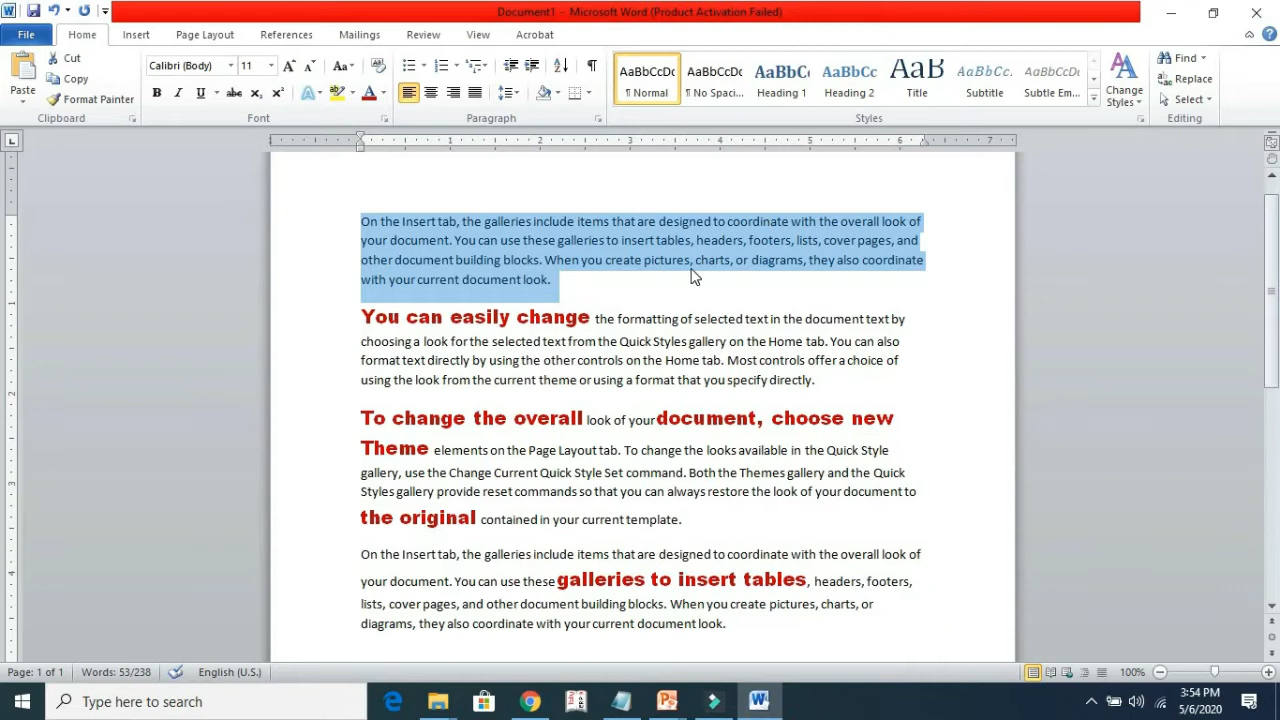 Document1 - Microsoft Word (Product Activation Failed)
File Home Insert Page Layout References Mailings Review View Acrobat
Paste
Cut
Copy
Format Painter
Clipboard
Calibri (Body) 11
Font
Paragraph
AaBbCcDc AaBbCcDc AaBbC AaBbCc AaB AaBbCcL AaBbCcDc
¶ Normal ¶ No Spaci... Heading 1 Heading 2 Title Subtitle Subtle Em...
Change Styles
Styles
Find
Replace
Select
Editing
1 2 3 4 5 6 7
On the Insert tab, the galleries include items that are designed to coordinate with the overall look of
your document. You can use these galleries to insert tables, headers, footers, lists, cover pages, and
other document building blocks. When you create pictures, charts, or diagrams, they also coordinate
with your current document look.
You can easily change the formatting of selected text in the document text by
choosing a look for the selected text from the Quick Styles gallery on the Home tab. You can also
format text directly by using the other controls on the Home tab. Most controls offer a choice of
using the look from the current theme or using a format that you specify directly.
To change the overall look of your document, choose new
Theme elements on the Page Layout tab. To change the looks available in the Quick Style
gallery, use the Change Current Quick Style Set command. Both the Themes gallery and the Quick
Styles gallery provide reset commands so that you can always restore the look of your document to
the original contained in your current template.
On the Insert tab, the galleries include items that are designed to coordinate with the overall look of
your document. You can use these galleries to insert tables, headers, footers,
lists, cover pages, and other document building blocks. When you create pictures, charts, or
diagrams, they also coordinate with your current document look.
Page: 1 of 1 Words: 53/238 English (U.S.) 100%
Type here to search
3:54 PM
5/6/2020